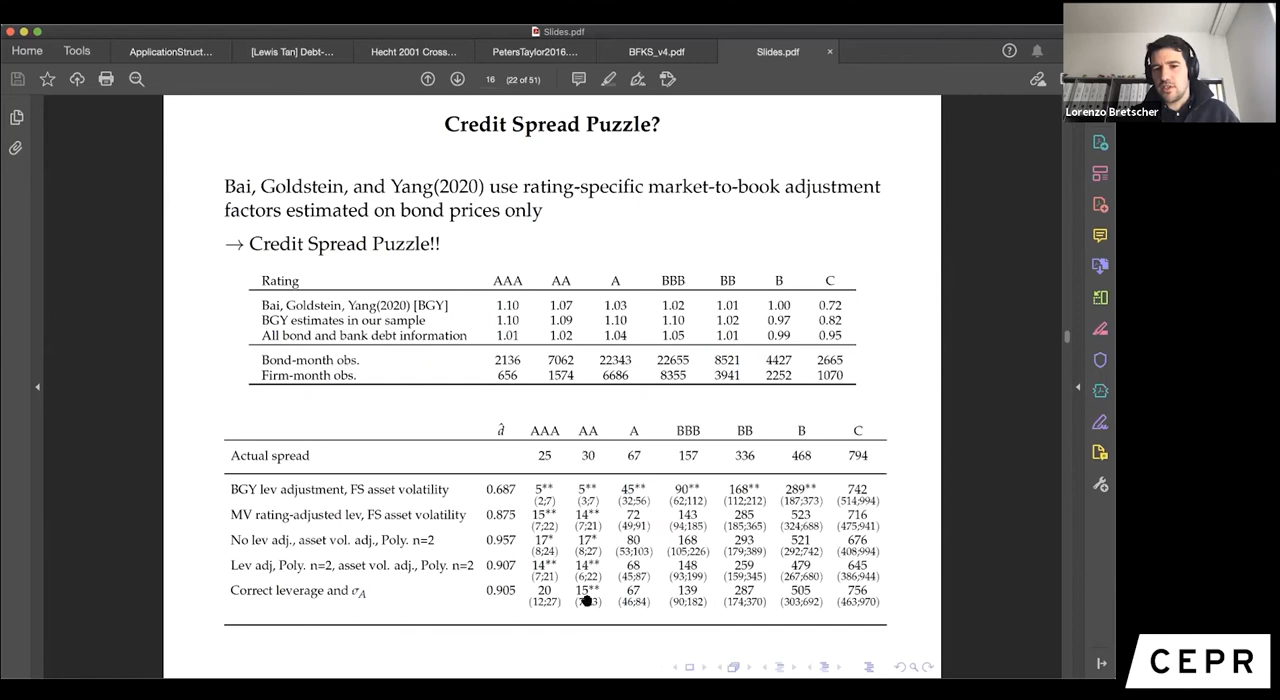 Slides.pdf
Home Tools ApplicationStruct... [Lewis Tan] Debt-... Hecht 2001 Cross... PetersTaylor2016.... BFKS_v4.pdf Slides.pdf ×
16 (22 of 51)
Lorenzo Bretscher
Credit Spread Puzzle?
Bai, Goldstein, and Yang(2020) use rating-specific market-to-book adjustment
factors estimated on bond prices only
→ Credit Spread Puzzle!!
Rating AAA AA A BBB BB B C
Bai, Goldstein, Yang(2020) [BGY] 1.10 1.07 1.03 1.02 1.01 1.00 0.72
BGY estimates in our sample 1.10 1.09 1.10 1.10 1.02 0.97 0.82
All bond and bank debt information 1.01 1.02 1.04 1.05 1.01 0.99 0.95
Bond-month obs. 2136 7062 22343 22655 8521 4427 2665
Firm-month obs. 656 1574 6686 8355 3941 2252 1070
d̂ AAA AA A BBB BB B C
Actual spread 25 30 67 157 336 468 794
BGY lev adjustment, FS asset volatility 0.687 5** 5** 45** 90** 168** 289** 742
(2;7) (3;7) (32;56) (62;112) (112;212) (187;373) (514;994)
MV rating-adjusted lev, FS asset volatility 0.875 15** 14** 72 143 285 523 716
(7;22) (7;21) (49;91) (94;185) (185;365) (324;688) (475;941)
No lev adj., asset vol. adj., Poly. n=2 0.957 17* 17* 80 168 293 521 676
(8;24) (8;27) (53;103) (105;226) (179;389) (292;742) (408;994)
Lev adj, Poly. n=2, asset vol. adj., Poly. n=2 0.907 14** 14** 68 148 259 479 645
(7;21) (6;22) (45;87) (93;199) (159;345) (267;680) (386;944)
Correct leverage and σA 0.905 20 15** 67 139 287 505 756
(12;27) (46;84) (90;182) (174;370) (303;692) (463;970)
CEPR